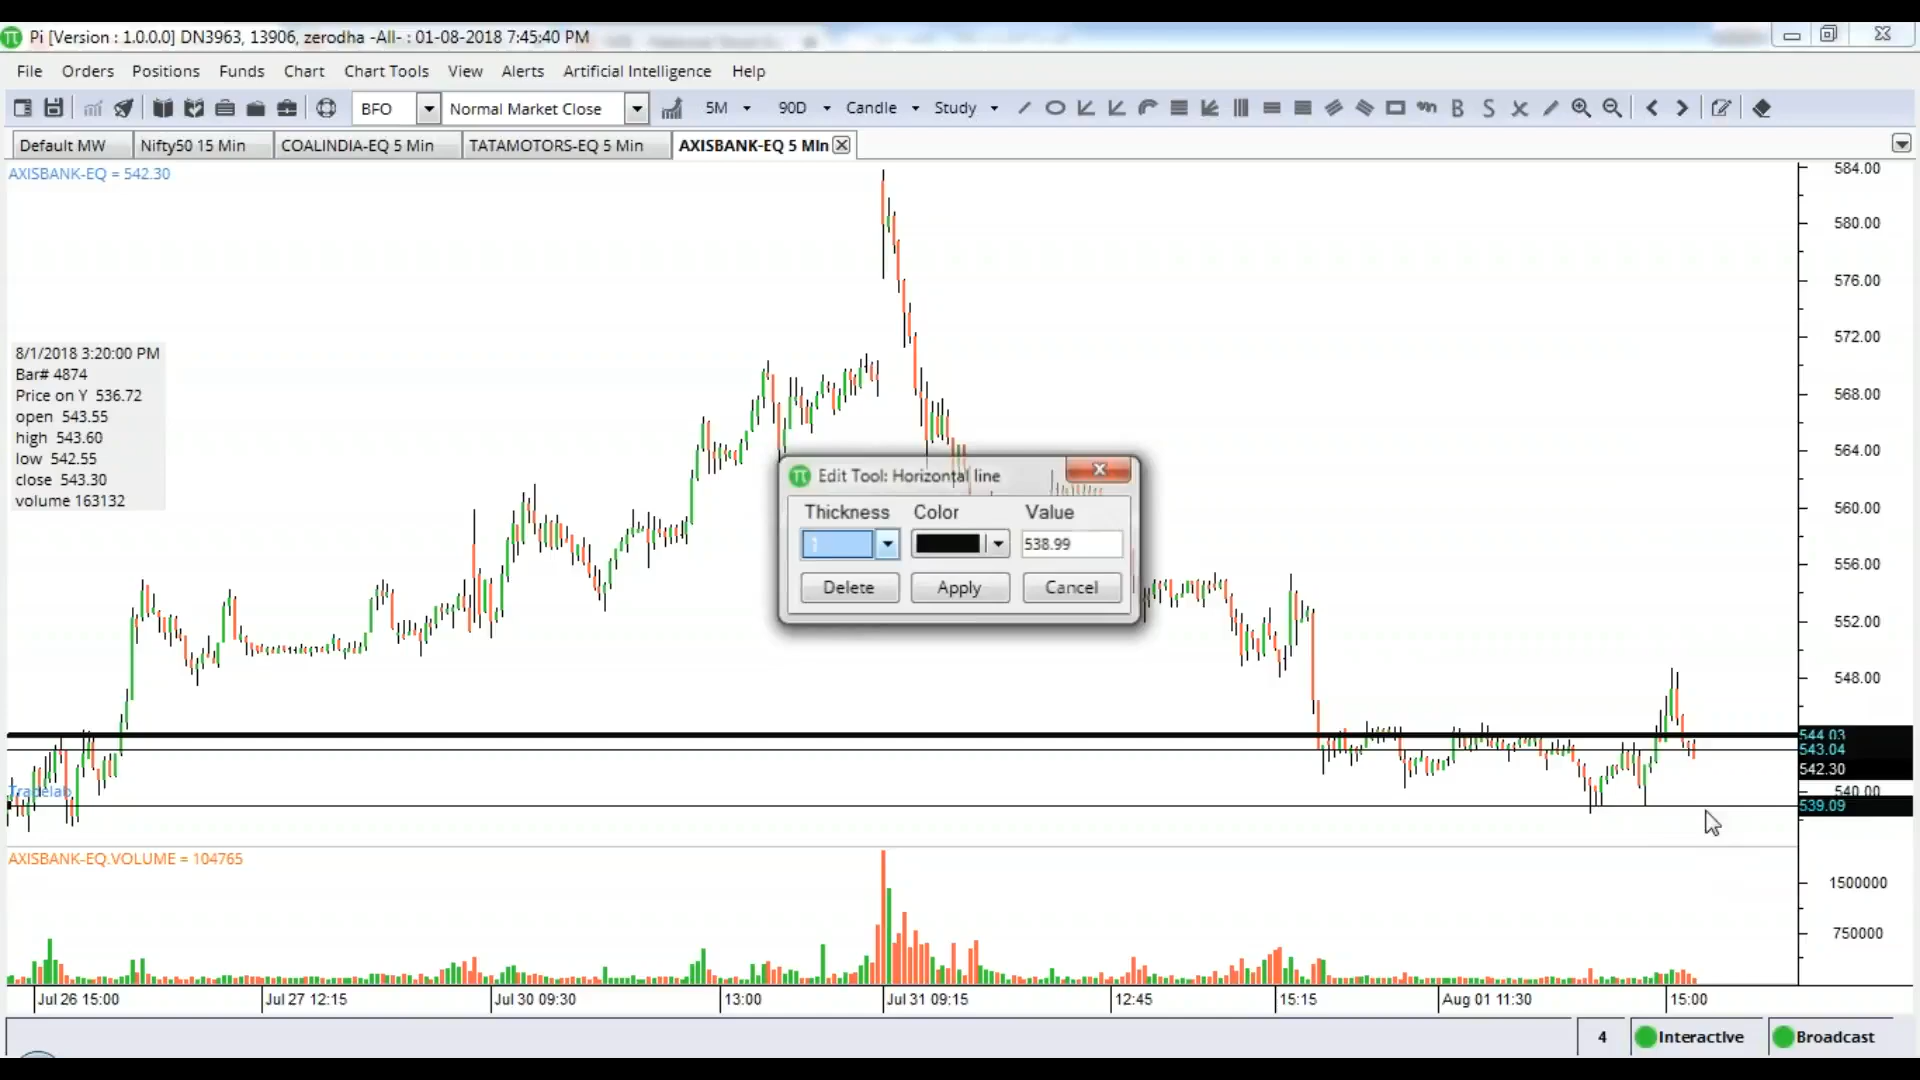 Pi [Version : 1.0.0.0] DN3963, 13906, zerodha -All- : 01-08-2018 7:45:40 PM
File Orders Positions Funds Chart Chart Tools View Alerts Artificial Intelligence Help
BFO Normal Market Close 5M 90D Candle Study B S
Default MW Nifty50 15 Min COALINDIA-EQ 5 Min TATAMOTORS-EQ 5 Min AXISBANK-EQ 5 Min
AXISBANK-EQ = 542.30
584.00
580.00
576.00
572.00
568.00
564.00
560.00
556.00
552.00
548.00
544.03
543.04
542.30
540.00
539.09
8/1/2018 3:20:00 PM
Bar# 4874
Price on Y 536.72
open 543.55
high 543.60
low 542.55
close 543.30
volume 163132
Edit Tool: Horizontal line
Thickness Color Value
1 538.99
Delete Apply Cancel
Tradelab
AXISBANK-EQ.VOLUME = 104765
1500000
750000
Jul 26 15:00 Jul 27 12:15 Jul 30 09:30 13:00 Jul 31 09:15 12:45 15:15 Aug 01 11:30 15:00
4 Interactive Broadcast